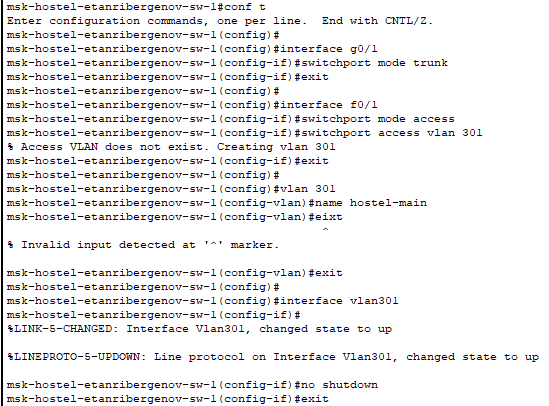 msk-hostel-etanribergenov-sw-1#conf t
Enter configuration commands, one per line.  End with CNTL/Z.
msk-hostel-etanribergenov-sw-1(config)#
msk-hostel-etanribergenov-sw-1(config)#interface g0/1
msk-hostel-etanribergenov-sw-1(config-if)#switchport mode trunk
msk-hostel-etanribergenov-sw-1(config-if)#exit
msk-hostel-etanribergenov-sw-1(config)#
msk-hostel-etanribergenov-sw-1(config)#interface f0/1
msk-hostel-etanribergenov-sw-1(config-if)#switchport mode access
msk-hostel-etanribergenov-sw-1(config-if)#switchport access vlan 301
% Access VLAN does not exist. Creating vlan 301
msk-hostel-etanribergenov-sw-1(config-if)#exit
msk-hostel-etanribergenov-sw-1(config)#
msk-hostel-etanribergenov-sw-1(config)#vlan 301
msk-hostel-etanribergenov-sw-1(config-vlan)#name hostel-main
msk-hostel-etanribergenov-sw-1(config-vlan)#eixt
^
% Invalid input detected at '^' marker.
msk-hostel-etanribergenov-sw-1(config-vlan)#exit
msk-hostel-etanribergenov-sw-1(config)#
msk-hostel-etanribergenov-sw-1(config)#interface vlan301
msk-hostel-etanribergenov-sw-1(config-if)#
%LINK-5-CHANGED: Interface Vlan301, changed state to up
%LINEPROTO-5-UPDOWN: Line protocol on Interface Vlan301, changed state to up
msk-hostel-etanribergenov-sw-1(config-if)#no shutdown
msk-hostel-etanribergenov-sw-1(config-if)#exit